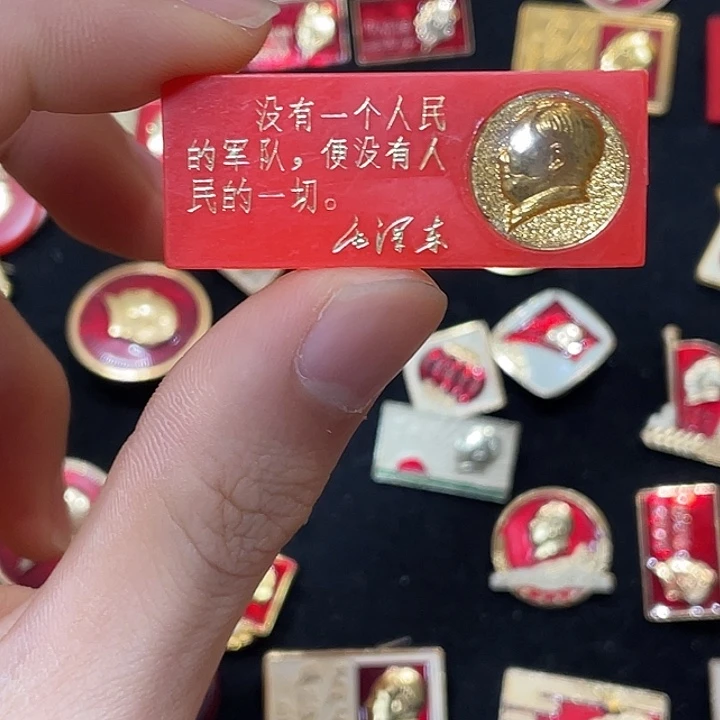 没有一个人民
的军队，便没有人
民的一切。
毛泽东